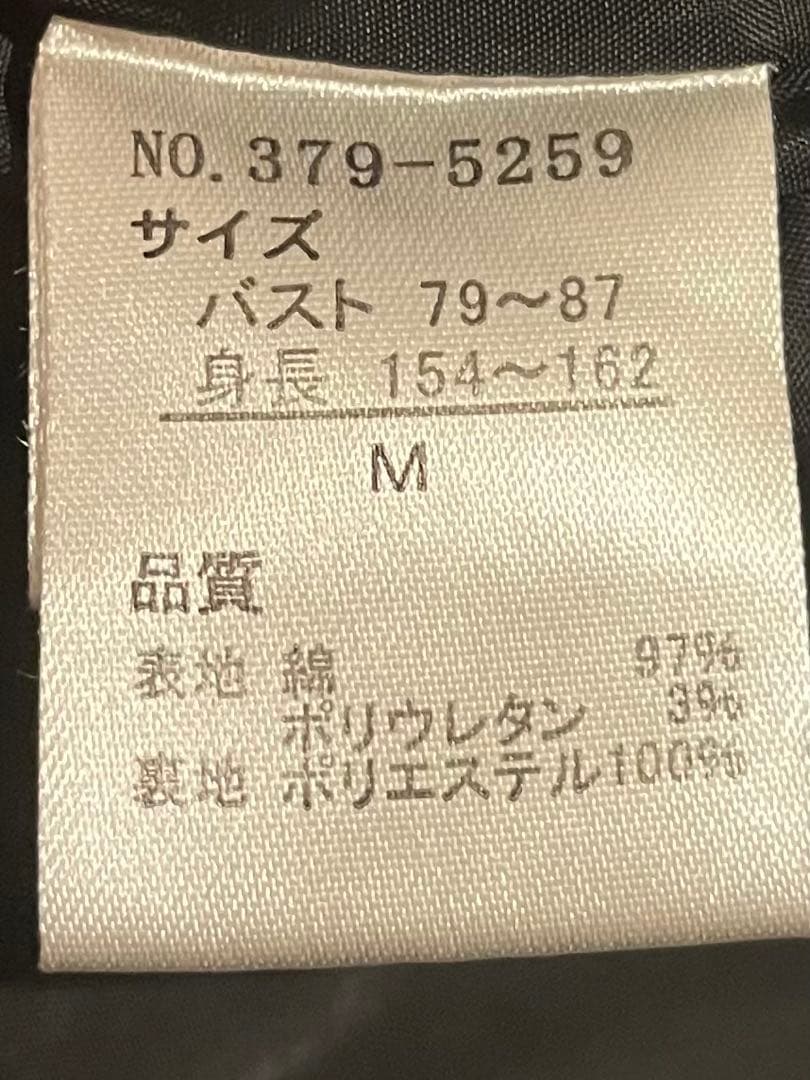 NO.379-5259
サイズ
バスト 79～87
身長 154～162
M
品質
表地 綿 97%
ポリウレタン 3%
裏地 ポリエステル100%